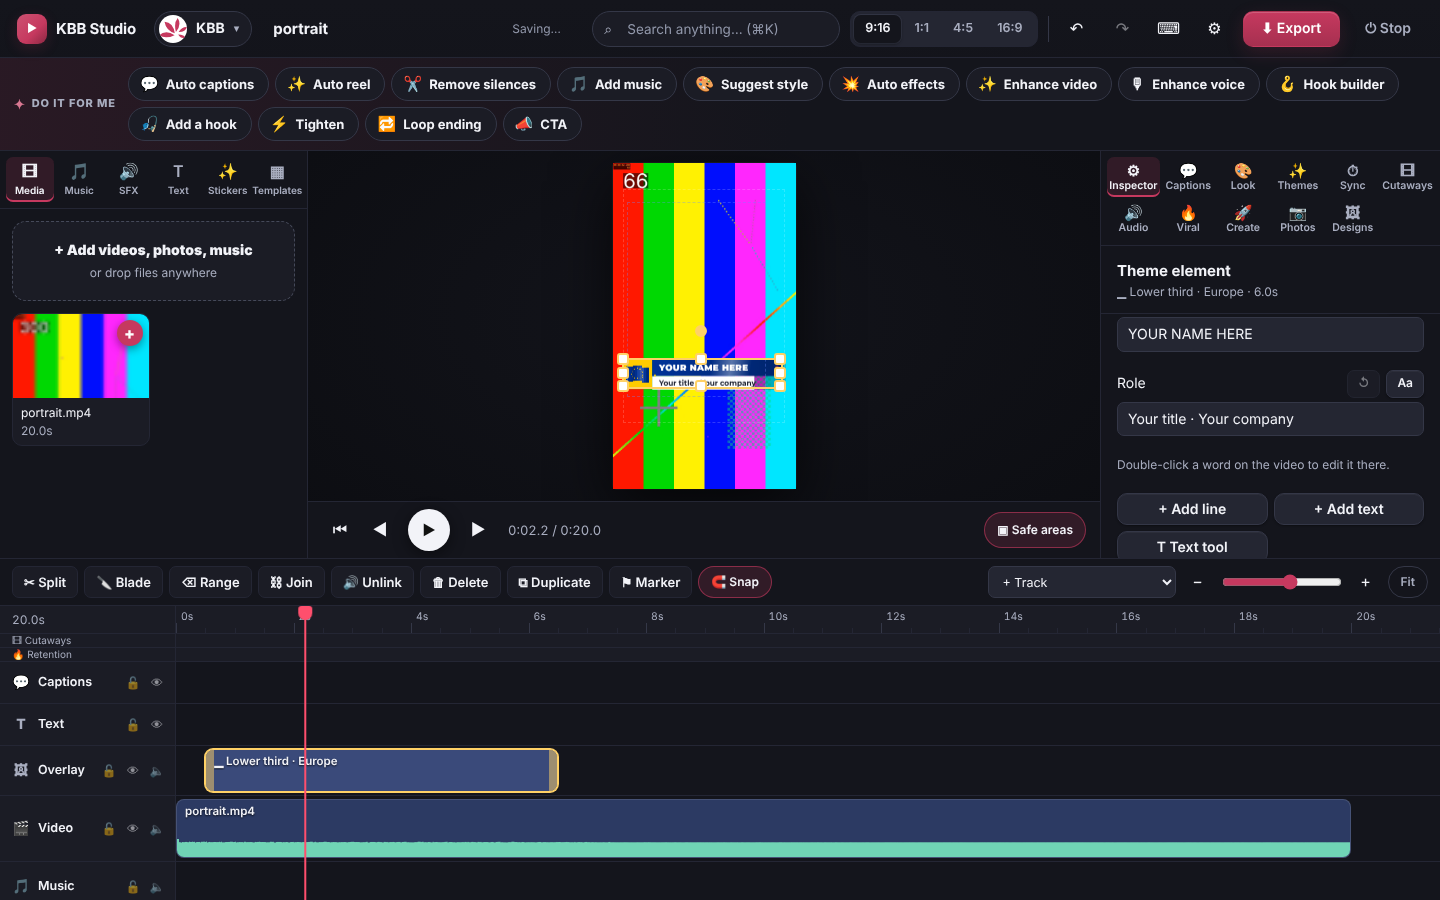 KBB Studio
KBB
portrait
Saving...
Search anything... (⌘K)
9:16
1:1
4:5
16:9
Export
Stop
DO IT FOR ME
Auto captions
Auto reel
Remove silences
Add music
Suggest style
Auto effects
Enhance video
Enhance voice
Hook builder
Add a hook
Tighten
Loop ending
CTA
Media
Music
SFX
Text
Stickers
Templates
+ Add videos, photos, music
or drop files anywhere
portrait.mp4
20.0s
66
YOUR NAME HERE
0:02.2 / 0:20.0
Safe areas
Inspector
Captions
Look
Themes
Sync
Cutaways
Audio
Viral
Create
Photos
Designs
Theme element
Lower third · Europe · 6.0s
YOUR NAME HERE
Role
Aa
Your title · Your company
Double-click a word on the video to edit it there.
+ Add line
+ Add text
T Text tool
Split
Blade
Range
Join
Unlink
Delete
Duplicate
Marker
Snap
+ Track
Fit
20.0s
0s
4s
6s
8s
10s
12s
14s
16s
18s
20s
Cutaways
Retention
Captions
T Text
Overlay
Lower third · Europe
Video
portrait.mp4
Music